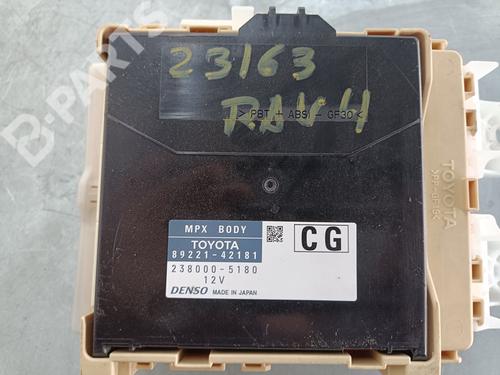 B-PARTS
23163
RAV4
> PBT + ABS - GF30 <
MPX BODY
TOYOTA
89221-42181
238000-5180
12V
DENSO MADE IN JAPAN
CG
TOYOTA